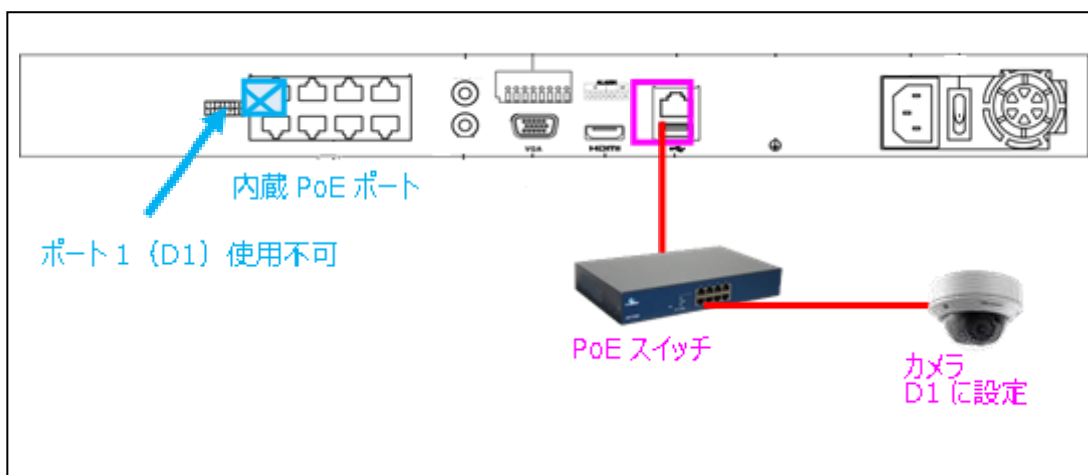 ALARM
VGA
HDMI
内蔵 PoE ポート
ポート 1 (D1) 使用不可
PoE スイッチ
カメラ
D1 に設定